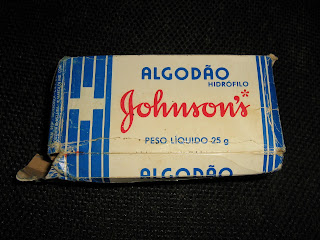 ALGODÃO
HIDRÓFILO
Johnson's*
PESO LÍQUIDO 25 g
ALGODÃO